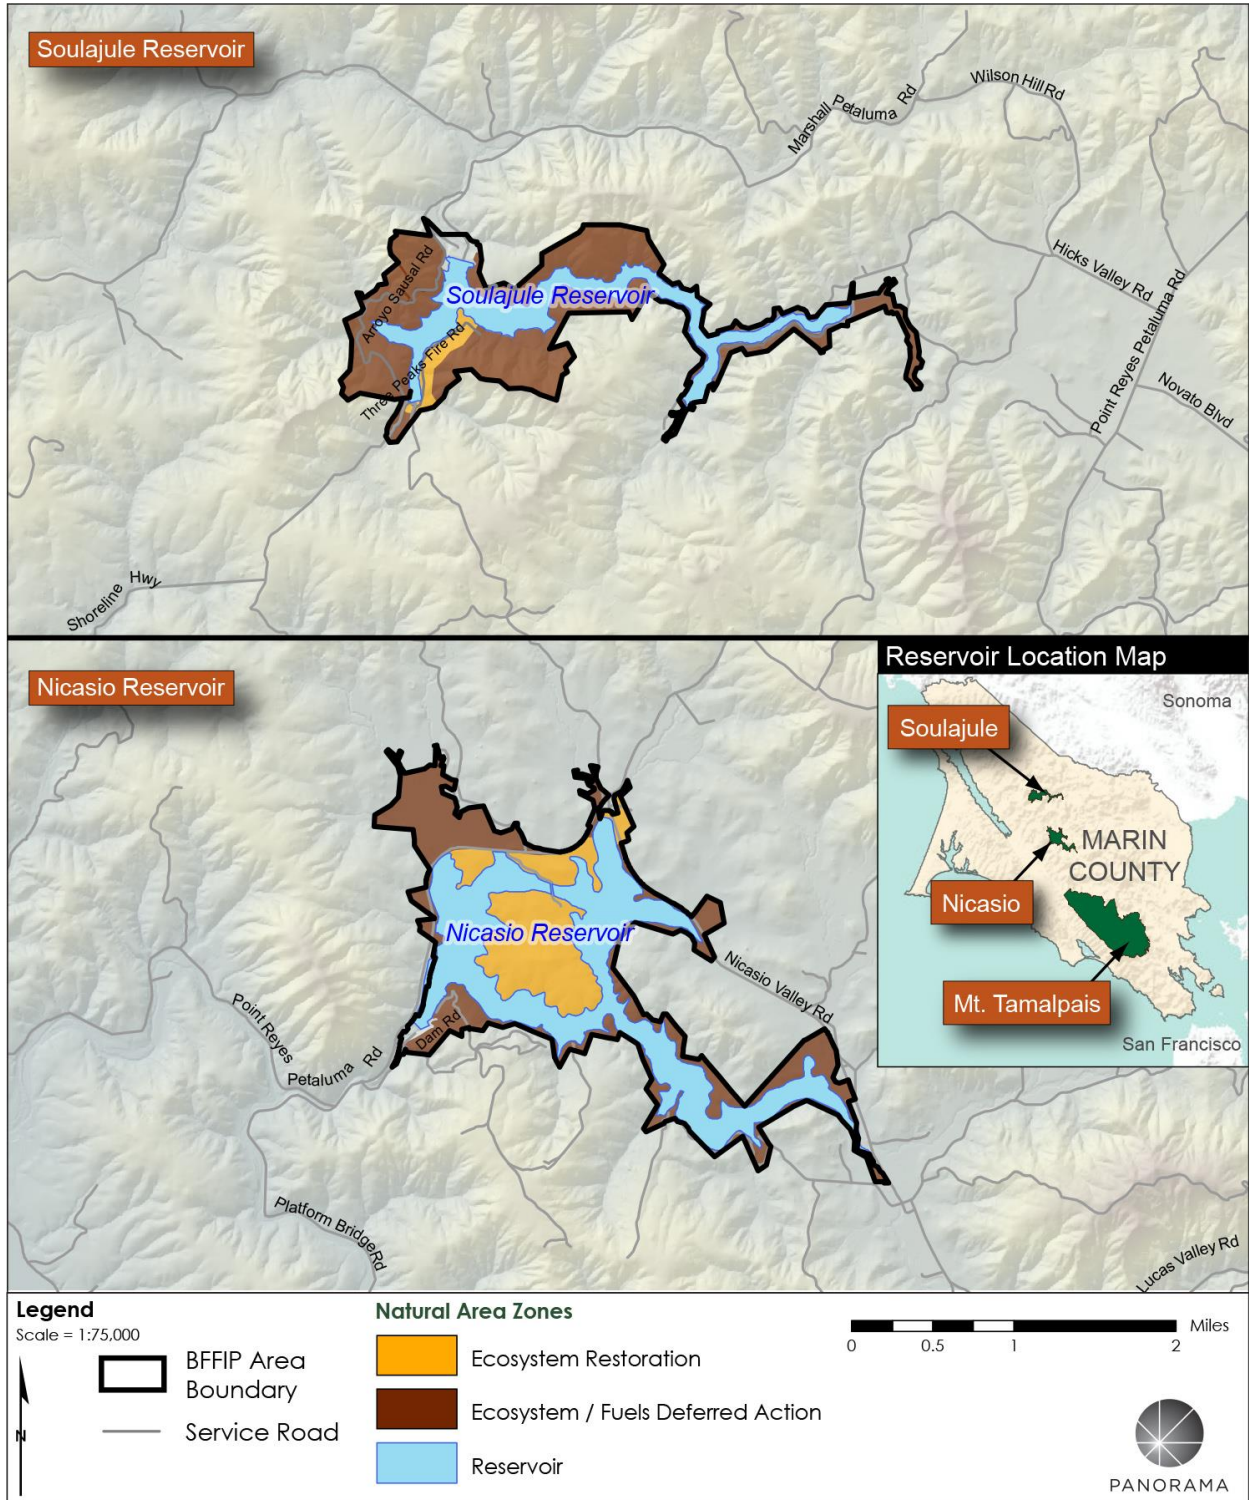 Soulajule Reservoir
Wilson Hill Rd
Marshall Petaluma Rd
Hicks Valley Rd
Point Reyes Petaluma Rd
Novato Blvd
Arroyo Sausal Rd
Soulajule Reservoir
Three Peaks Fire Rd
Shoreline Hwy
Nicasio Reservoir
Nicasio Reservoir
Nicasio Valley Rd
Dam Rd
Point Reyes
Petaluma Rd
Platform Bridge Rd
Lucas Valley Rd
Reservoir Location Map
Sonoma
Soulajule
MARIN
COUNTY
Nicasio
Mt. Tamalpais
San Francisco
Legend
Scale = 1:75,000
N
BFFIP Area
Boundary
Service Road
Natural Area Zones
Ecosystem Restoration
Ecosystem / Fuels Deferred Action
Reservoir
Miles
0 0.5 1 2
PANORAMA